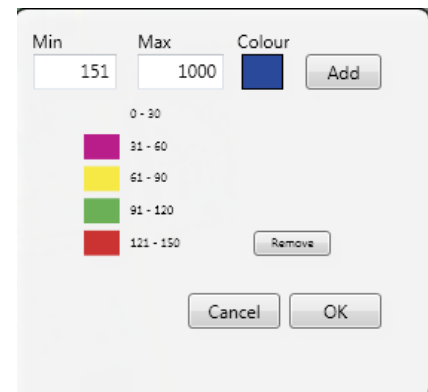 Min Max Colour
151 1000 Add
0 - 30
31 - 60
61 - 90
91 - 120
121 - 150 Remove
Cancel OK